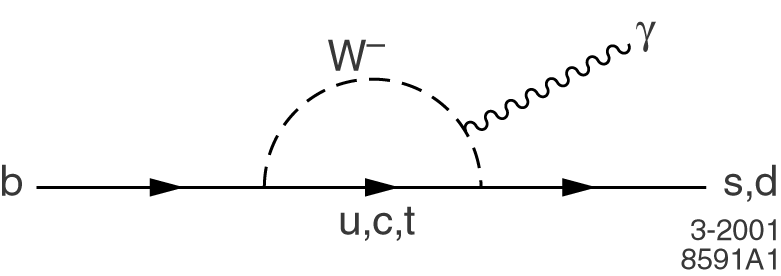 W−
γ
b
s,d
u,c,t
3-2001
8591A1